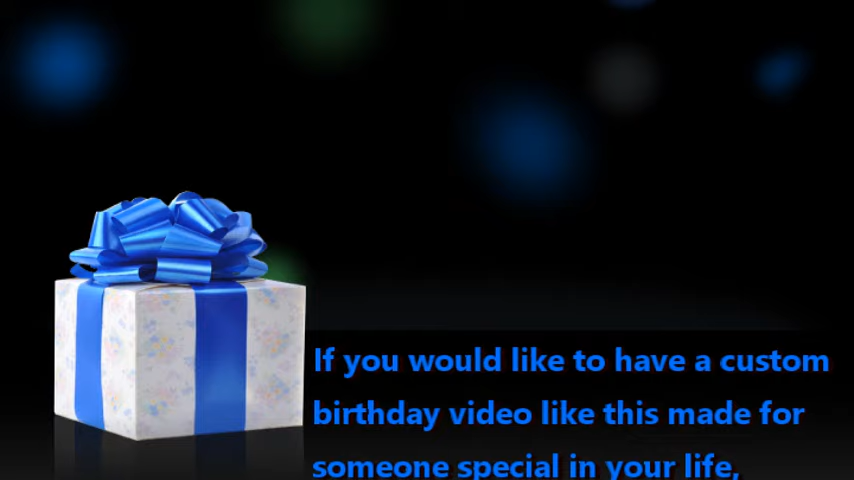 If you would like to have a custom
birthday video like this made for
someone special in your life,